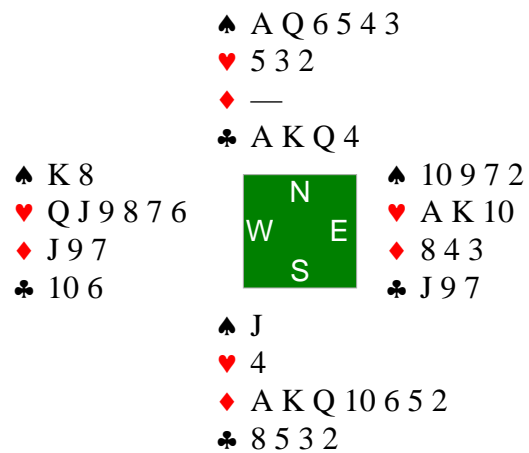 ♠ A Q 6 5 4 3
♥ 5 3 2
♦ —
♣ A K Q 4
♠ K 8
♥ Q J 9 8 7 6
♦ J 9 7
♣ 10 6
N
W E
S
♠ 10 9 7 2
♥ A K 10
♦ 8 4 3
♣ J 9 7
♠ J
♥ 4
♦ A K Q 10 6 5 2
♣ 8 5 3 2